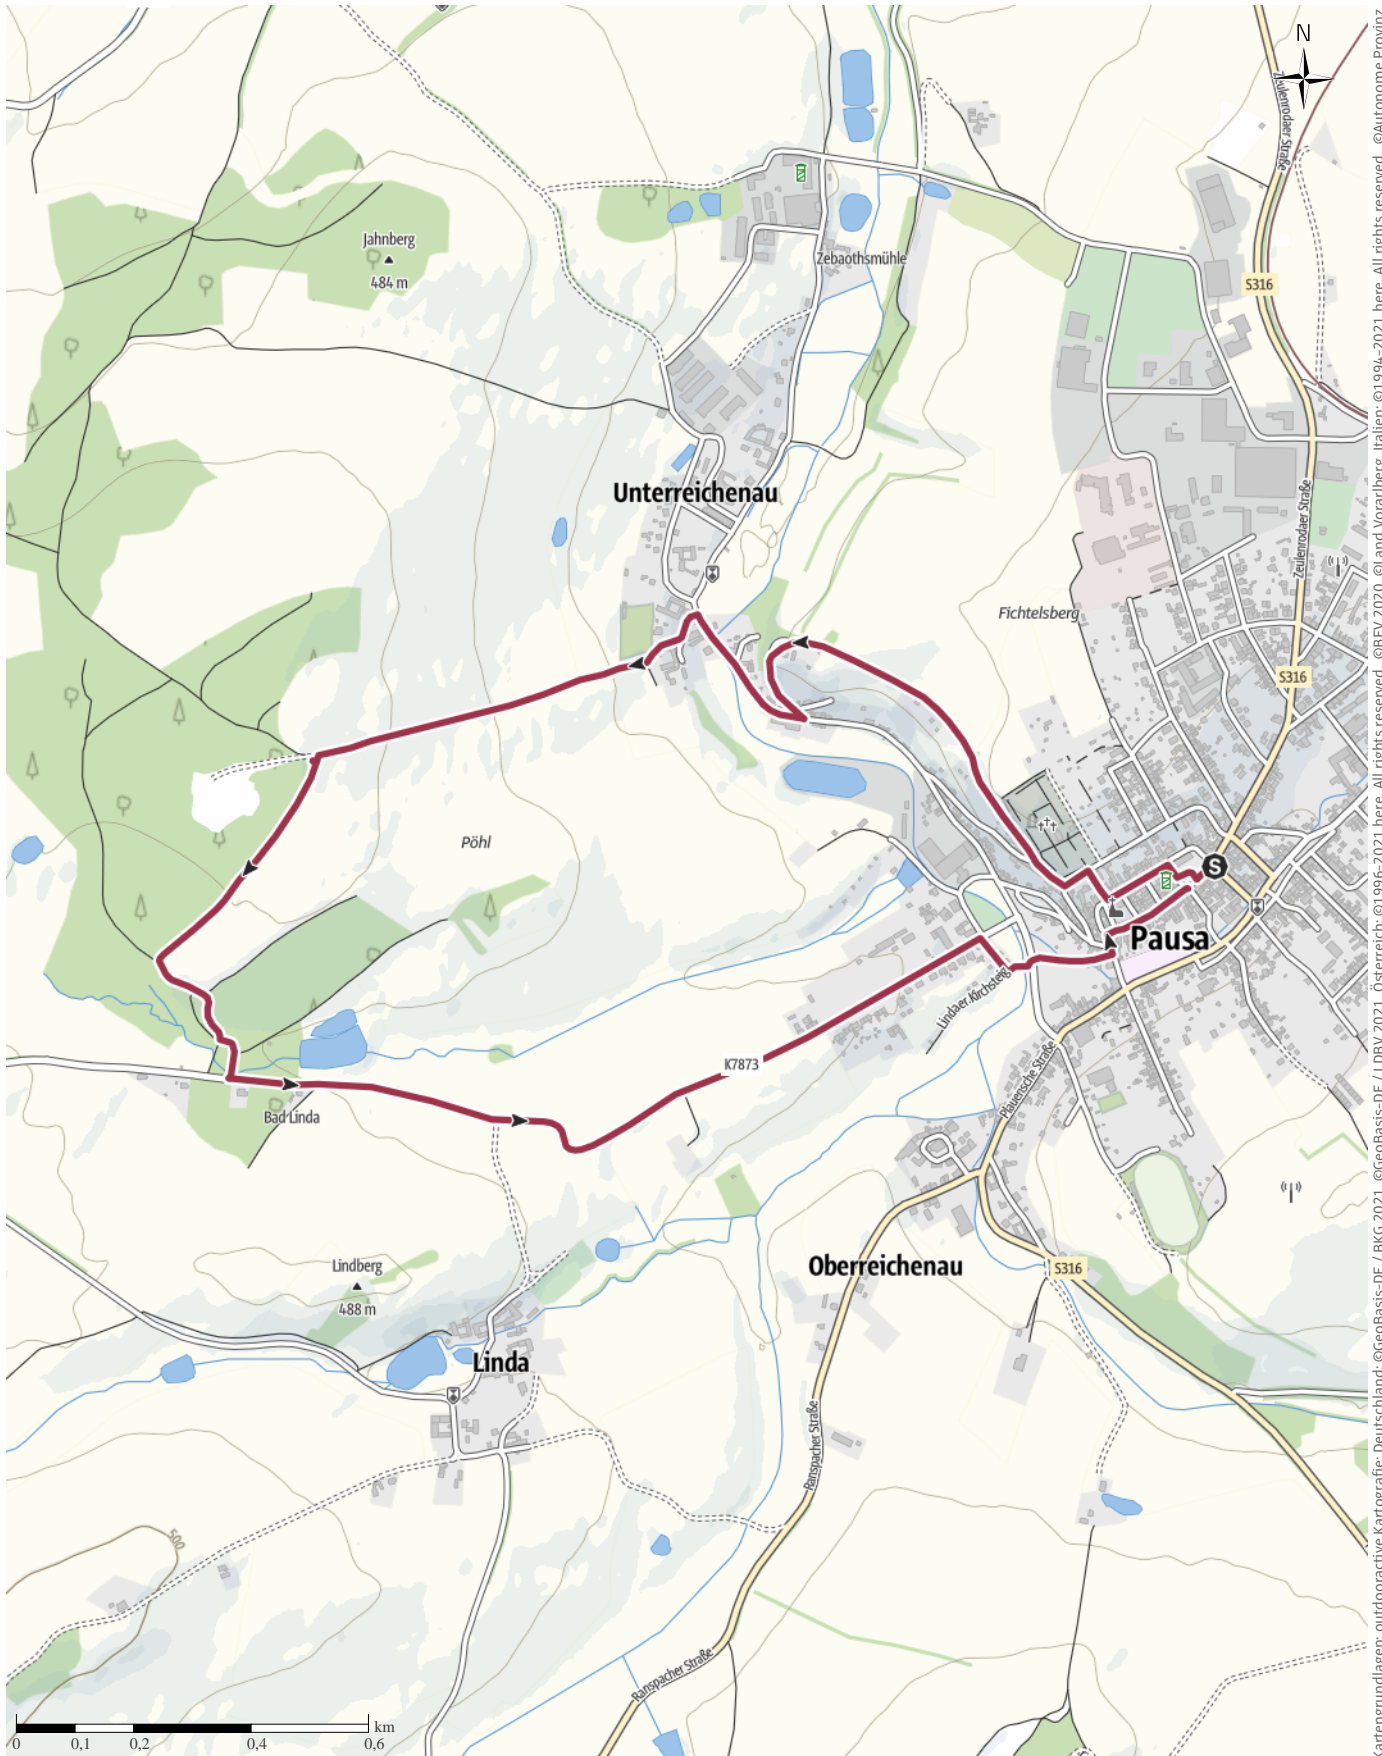 N
Zeulenrodaer Straße
Jahnberg
484 m
Zebaothsmühle
S316
Unterreichenau
Zeulenrodaer Straße
Fichtelsberg
S316
Pöhl
S
Pausa
Lindaer Kirchsteig
K7873
Plauensche Straße
Bad Linda
Lindberg
488 m
Oberreichenau
S316
Linda
Ranspacher Straße
500
Ranspacher Straße
km
0
0,1
0,2
0,4
0,6
artengrundlagen: outdooractive Kartografie; Deutschland: ©GeoBasis-DE / BKG 2021, ©GeoBasis-DE / LDBV 2021, Österreich: ©1996-2021 here. All rights reserved., ©BEV 2020, ©Land Vorarlberg, Italien: ©1994-2021 here. All rights reserved., ©Autonome Provinz